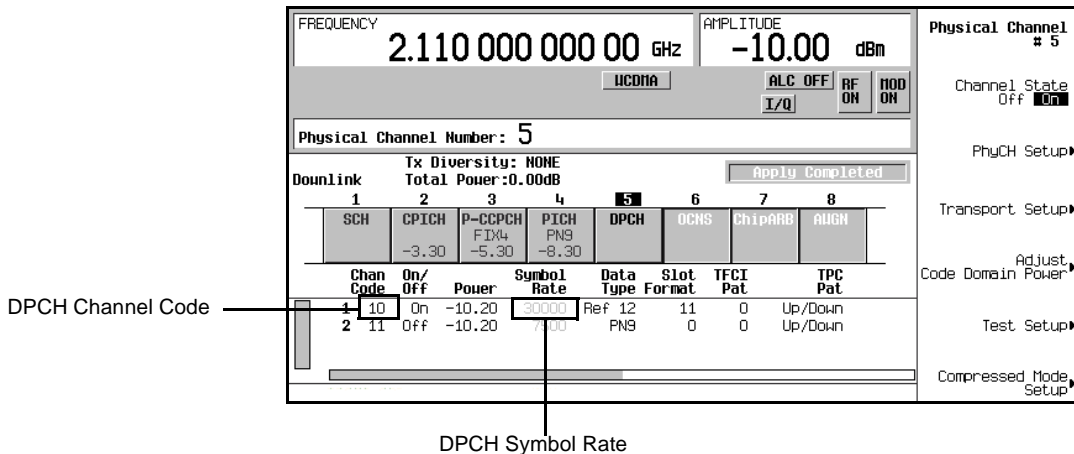 FREQUENCY
2.110 000 000 00 GHz
AMPLITUDE
-10.00 dBm
WCDMA
ALC OFF
I/Q
RF ON
MOD ON
Physical Channel Number: 5
Tx Diversity: NONE
Downlink Total Power:0.00dB
Apply Completed
1 2 3 4 5 6 7 8
SCH CPICH P-CCPCH PICH DPCH OCNS ChipARB AWGN
FIX4 PN9
-3.30 -5.30 -8.30
Chan On/ Symbol Data Slot TFCI TPC
Code Off Power Rate Type Format Pat Pat
1 10 On -10.20 30000 Ref 12 11 0 Up/Down
2 11 Off -10.20 7500 PN9 0 0 Up/Down
Physical Channel
# 5
Channel State
Off On
PhyCH Setup
Transport Setup
Adjust
Code Domain Power
Test Setup
Compressed Mode
Setup
DPCH Channel Code
DPCH Symbol Rate